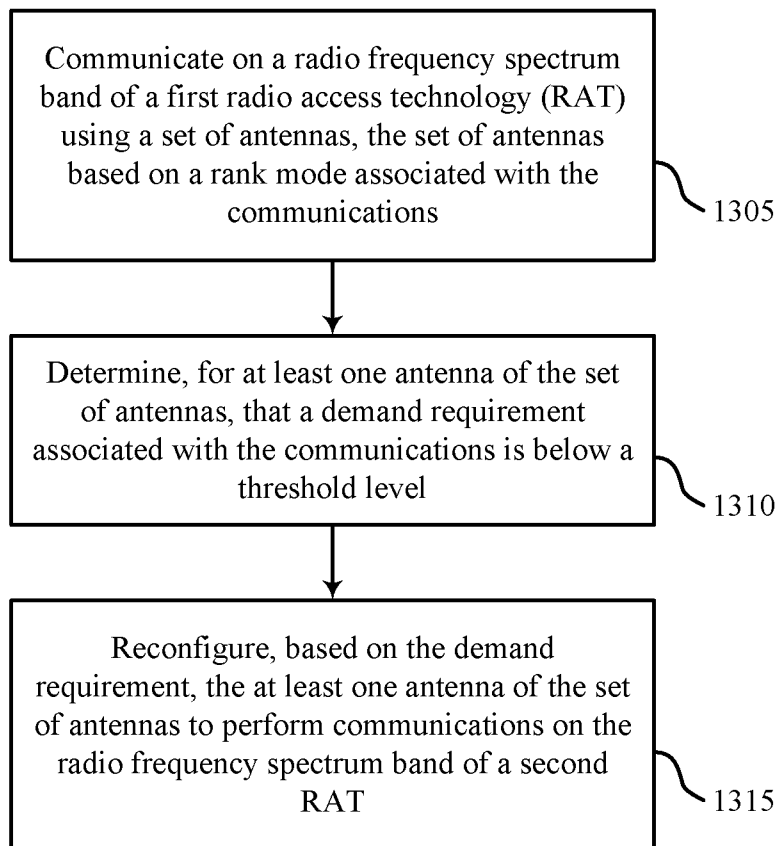 Communicate on a radio frequency spectrum
band of a first radio access technology (RAT)
using a set of antennas, the set of antennas
based on a rank mode associated with the
communications
1305
Determine, for at least one antenna of the set
of antennas, that a demand requirement
associated with the communications is below a
threshold level
1310
Reconfigure, based on the demand
requirement, the at least one antenna of the set
of antennas to perform communications on the
radio frequency spectrum band of a second
RAT
1315